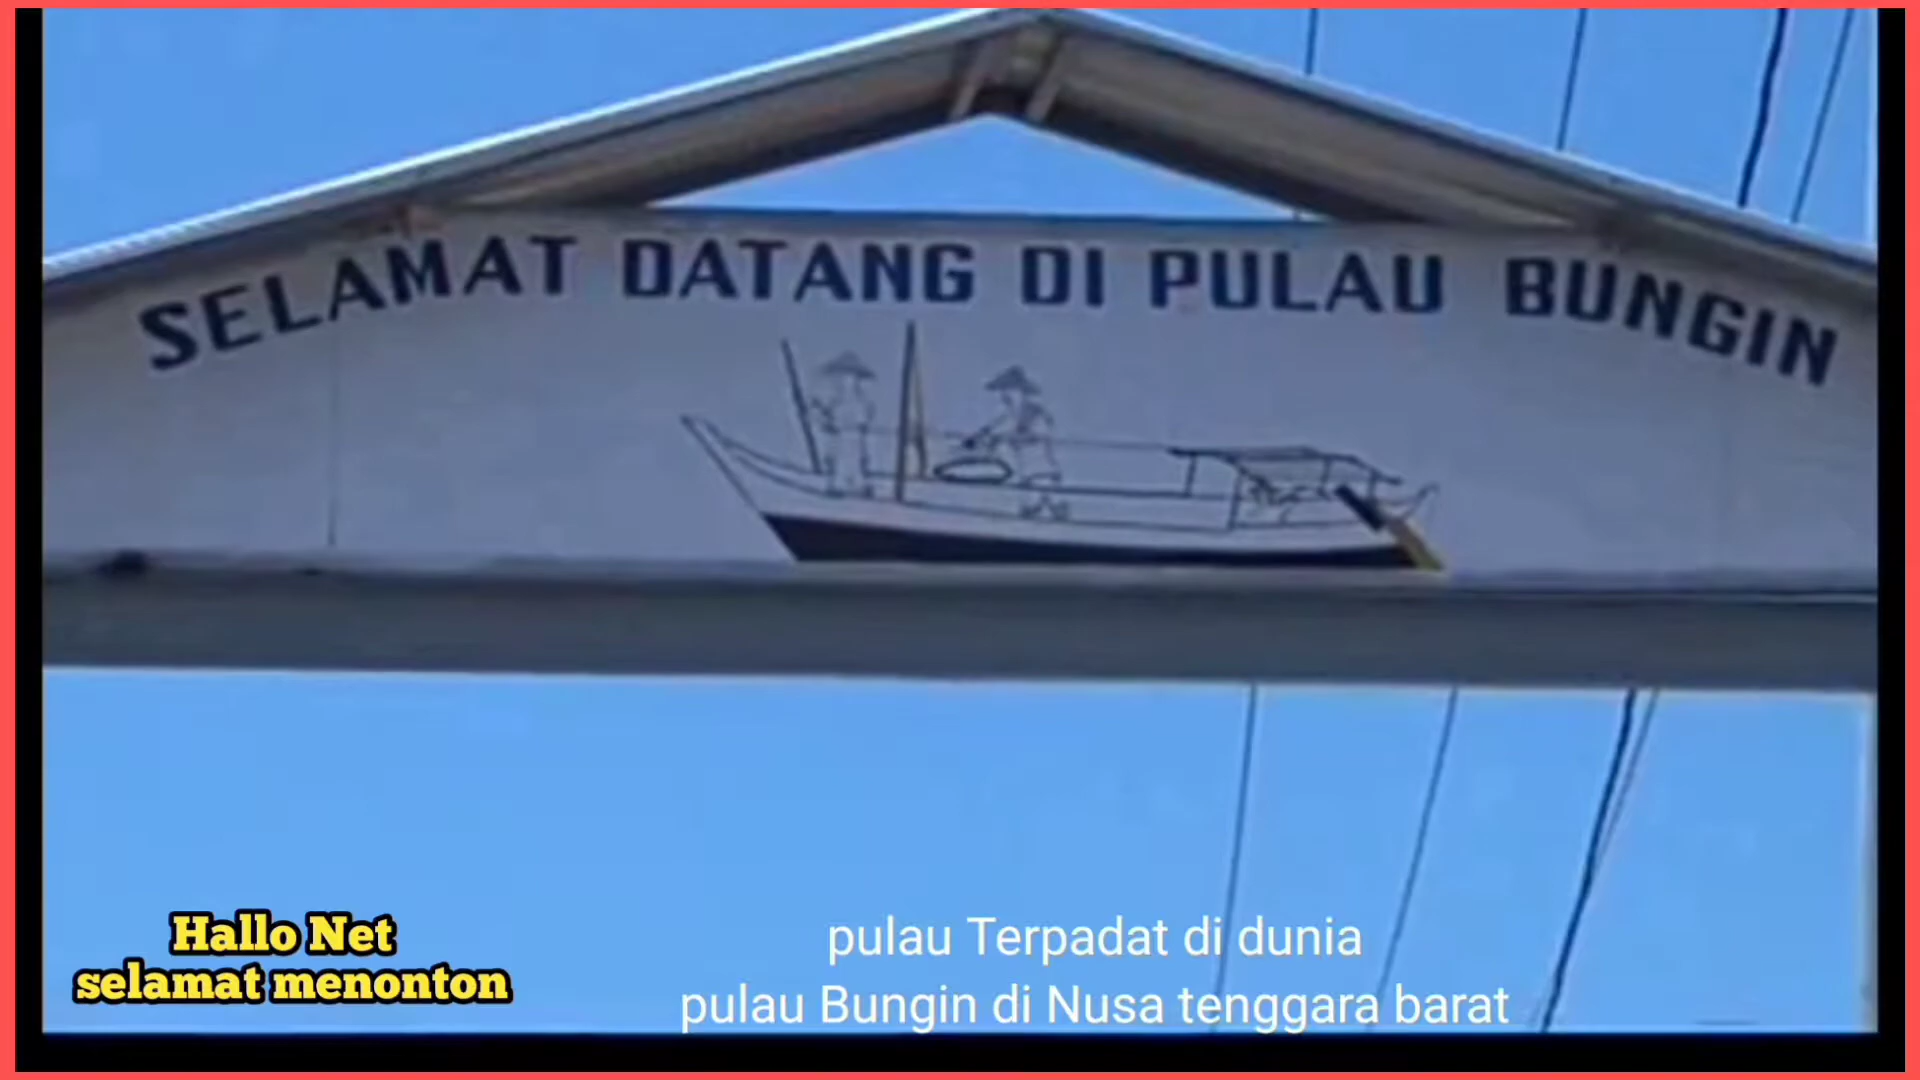 SELAMAT DATANG DI PULAU BUNGIN
Hallo Net
selamat menonton
pulau Terpadat di dunia
pulau Bungin di Nusa tenggara barat